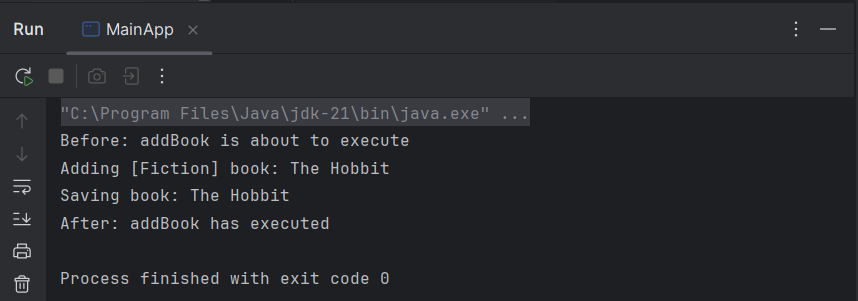 Run MainApp
"C:\Program Files\Java\jdk-21\bin\java.exe" ...
Before: addBook is about to execute
Adding [Fiction] book: The Hobbit
Saving book: The Hobbit
After: addBook has executed
Process finished with exit code 0